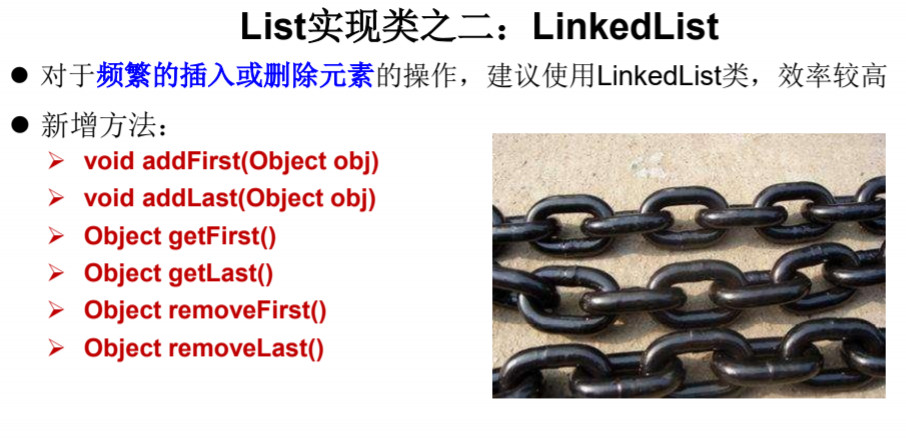 List实现类之二：LinkedList
● 对于频繁的插入或删除元素的操作，建议使用LinkedList类，效率较高
● 新增方法：
➢ void addFirst(Object obj)
➢ void addLast(Object obj)
➢ Object getFirst()
➢ Object getLast()
➢ Object removeFirst()
➢ Object removeLast()